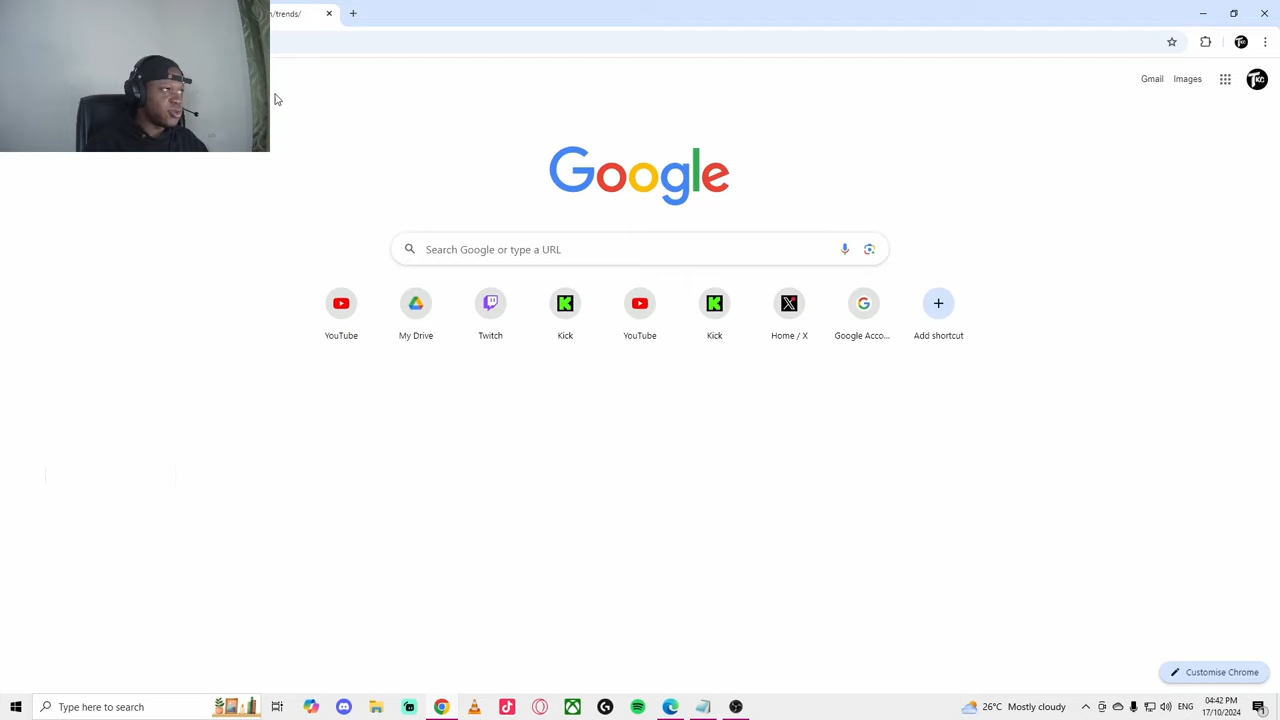 /trends/
Gmail
Images
TKC
Google
Search Google or type a URL
YouTube
My Drive
Twitch
Kick
YouTube
Kick
Home / X
Google Acco...
Add shortcut
Customise Chrome
Type here to search
26°C Mostly cloudy
ENG
04:42 PM
17/10/2024